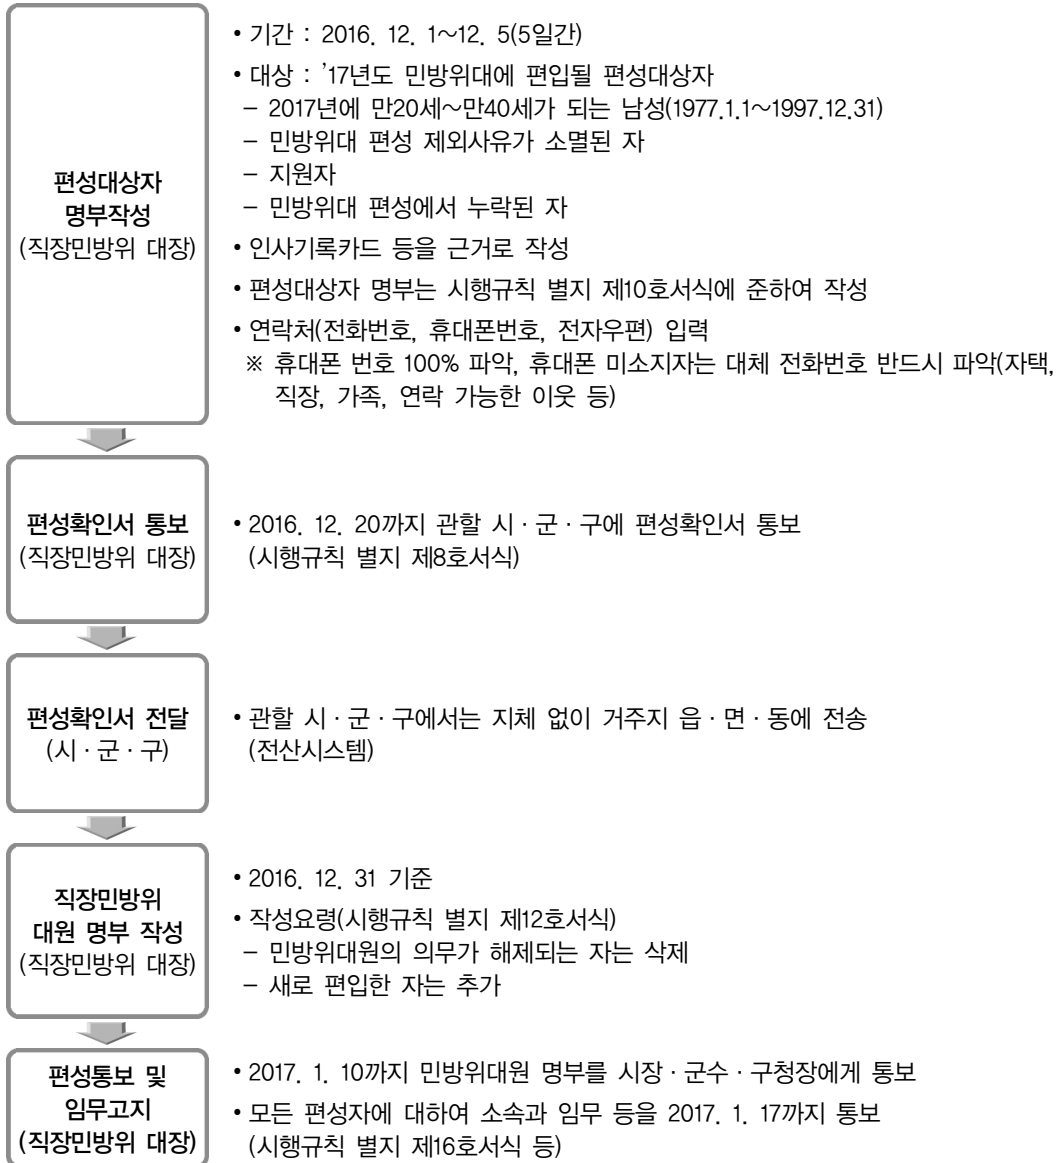 편성대상자
명부작성
(직장민방위 대장)
• 기간 : 2016. 12. 1~12. 5(5일간)
• 대상 : ’17년도 민방위대에 편입될 편성대상자
- 2017년에 만20세~만40세가 되는 남성(1977.1.1~1997.12.31)
- 민방위대 편성 제외사유가 소멸된 자
- 지원자
- 민방위대 편성에서 누락된 자
• 인사기록카드 등을 근거로 작성
• 편성대상자 명부는 시행규칙 별지 제10호서식에 준하여 작성
• 연락처(전화번호, 휴대폰번호, 전자우편) 입력
※ 휴대폰 번호 100% 파악, 휴대폰 미소지자는 대체 전화번호 반드시 파악(자택,
직장, 가족, 연락 가능한 이웃 등)
편성확인서 통보
(직장민방위 대장)
• 2016. 12. 20까지 관할 시 · 군 · 구에 편성확인서 통보
(시행규칙 별지 제8호서식)
편성확인서 전달
(시 · 군 · 구)
• 관할 시 · 군 · 구에서는 지체 없이 거주지 읍 · 면 · 동에 전송
(전산시스템)
직장민방위
대원 명부 작성
(직장민방위 대장)
• 2016. 12. 31 기준
• 작성요령(시행규칙 별지 제12호서식)
- 민방위대원의 의무가 해제되는 자는 삭제
- 새로 편입한 자는 추가
편성통보 및
임무고지
(직장민방위 대장)
• 2017. 1. 10까지 민방위대원 명부를 시장 · 군수 · 구청장에게 통보
• 모든 편성자에 대하여 소속과 임무 등을 2017. 1. 17까지 통보
(시행규칙 별지 제16호서식 등)